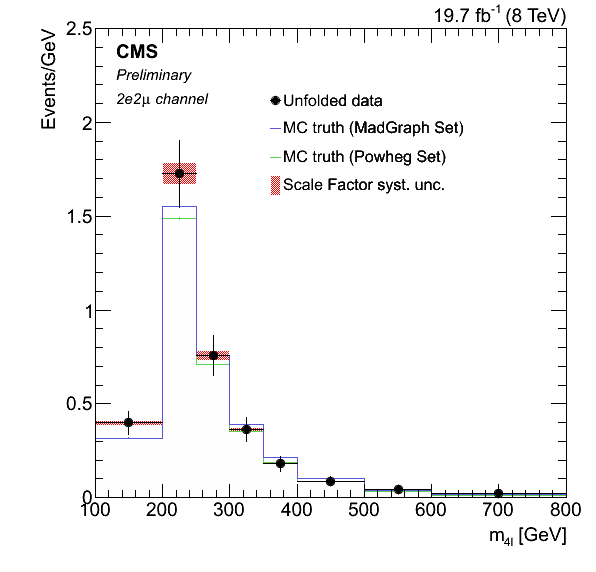 19.7 fb⁻¹ (8 TeV)
Events/GeV
CMS
Preliminary
2e2μ channel
Unfolded data
MC truth (MadGraph Set)
MC truth (Powheg Set)
Scale Factor syst. unc.
2.5
2
1.5
1
0.5
0
100 200 300 400 500 600 700 800
m₄ₗ [GeV]